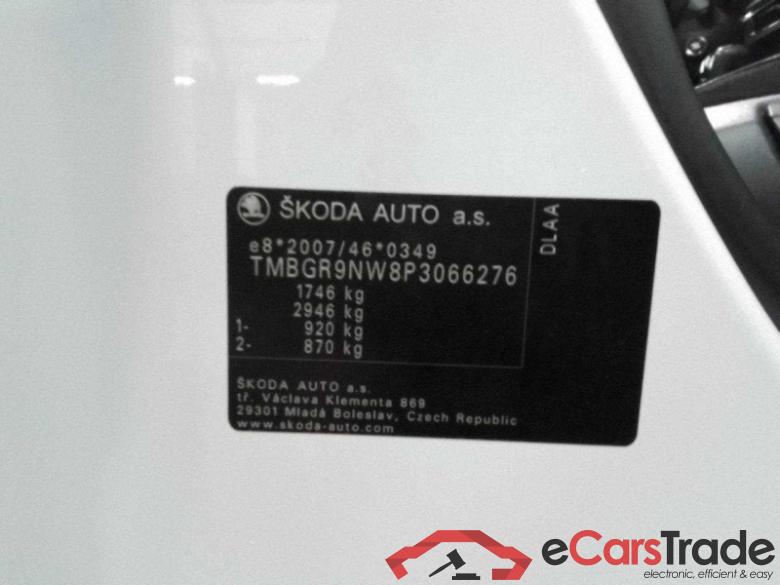 ŠKODA AUTO a.s.
DLAA
e8*2007/46*0349
TMBGR9NW8P3066276
1746 kg
2946 kg
1- 920 kg
2- 870 kg
ŠKODA AUTO a.s.
tř. Václava Klementa 869
29301 Mladá Boleslav, Czech Republic
www.skoda-auto.com
eCarsTrade
electronic, efficient & easy